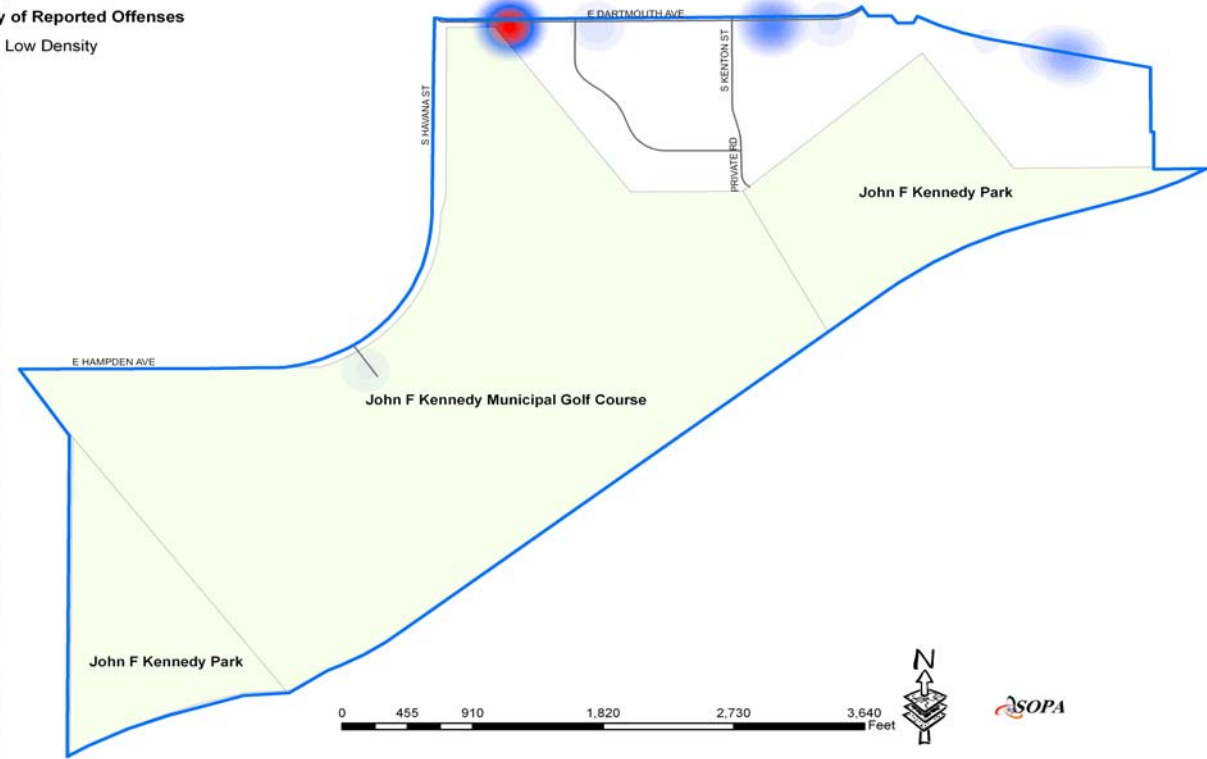 y of Reported Offenses
Low Density
E DARTMOUTH AVE
S KENTON ST
S HAVANA ST
PRIVATE RD
John F Kennedy Park
E HAMPDEN AVE
John F Kennedy Municipal Golf Course
John F Kennedy Park
N
0 455 910 1,820 2,730 3,640
Feet
SOPA